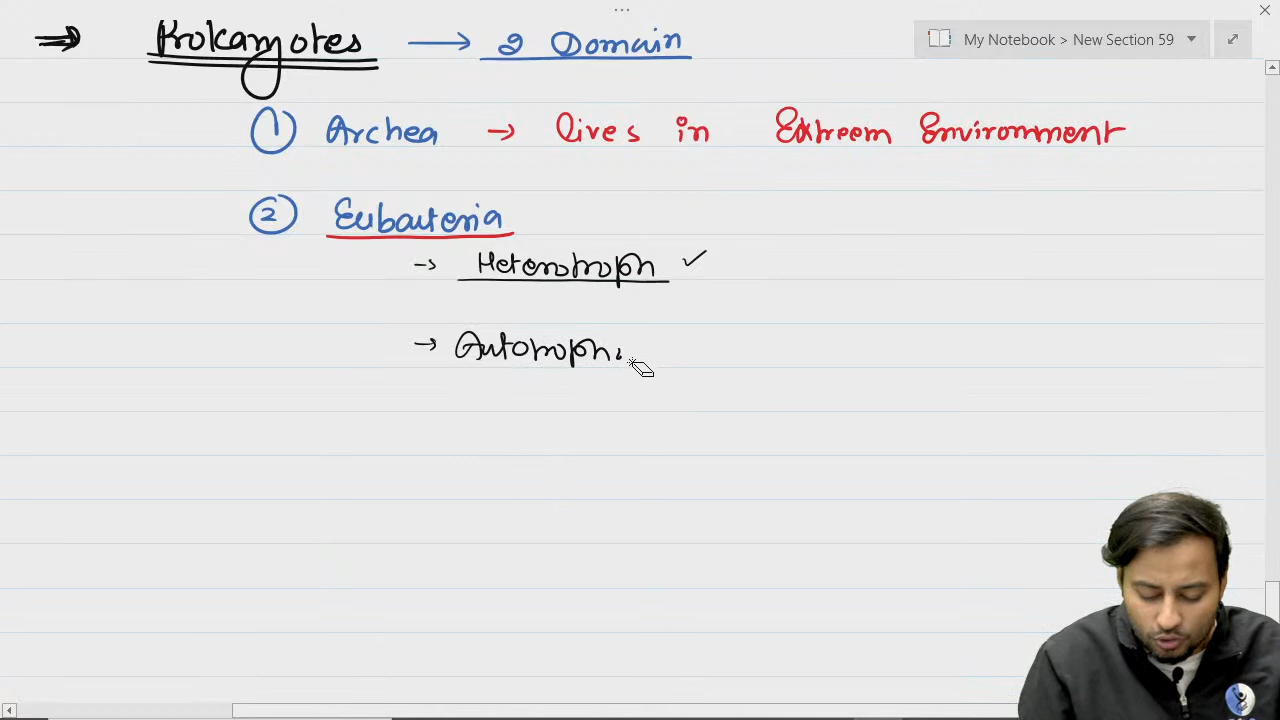 ⇒ Prokaryotes → 2 Domain
My Notebook > New Section 59
① Archea → lives in Extreem Environment
② Eubacteria
→ Heterotroph ✓
→ Autotroph.